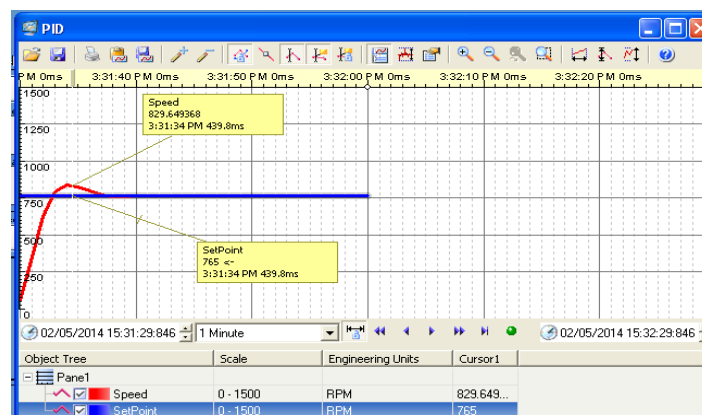 PID
PM 0ms 3:31:40 PM 0ms 3:31:50 PM 0ms 3:32:00 PM 0ms 3:32:10 PM 0ms 3:32:20 PM 0ms
1500
Speed
829.649368
3:31:34 PM 439.8ms
1250
1000
750
500
SetPoint
765 <-
3:31:34 PM 439.8ms
250
0
02/05/2014 15:31:29:846 1 Minute 02/05/2014 15:32:29:846
Object Tree Scale Engineering Units Cursor1
Pane1
Speed 0 - 1500 RPM 829.649...
SetPoint 0 - 1500 RPM 765